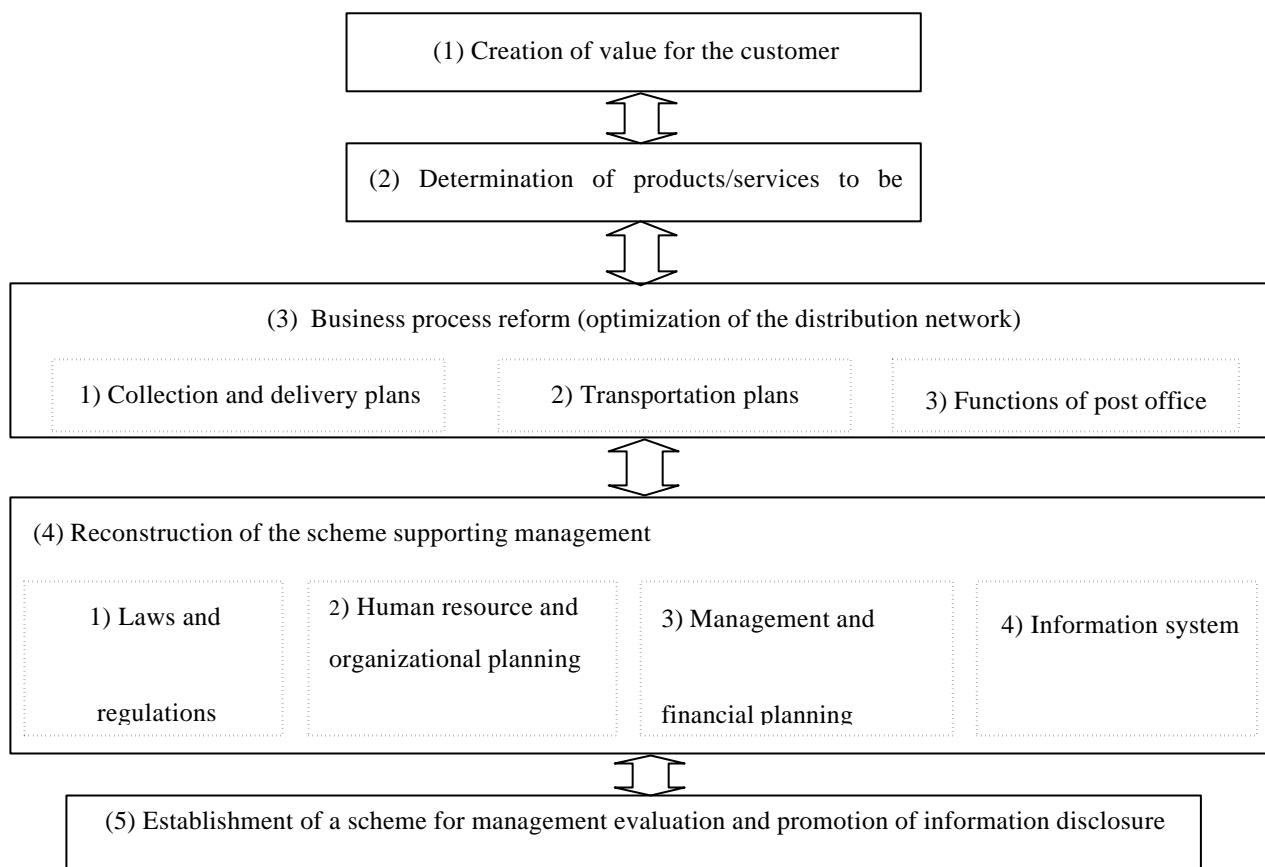 (1) Creation of value for the customer
(2) Determination of products/services to be
(3) Business process reform (optimization of the distribution network)
1) Collection and delivery plans
2) Transportation plans
3) Functions of post office
(4) Reconstruction of the scheme supporting management
1) Laws and
regulations
2) Human resource and
organizational planning
3) Management and
financial planning
4) Information system
(5) Establishment of a scheme for management evaluation and promotion of information disclosure